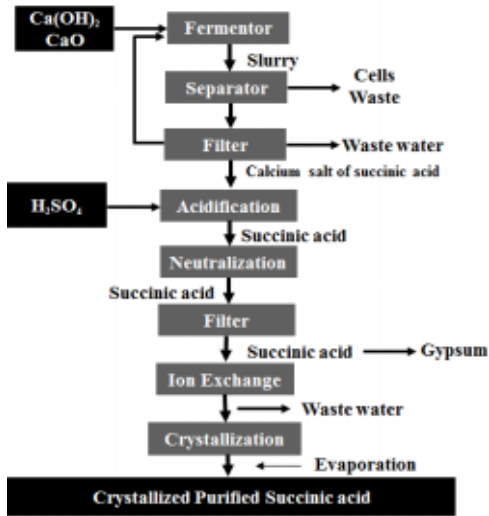 Ca(OH)₂
CaO
Fermentor
Slurry
Separator
Cells
Waste
Filter
Waste water
Calcium salt of succinic acid
H₂SO₄
Acidification
Succinic acid
Neutralization
Succinic acid
Filter
Succinic acid
Gypsum
Ion Exchange
Waste water
Crystallization
Evaporation
Crystallized Purified Succinic acid